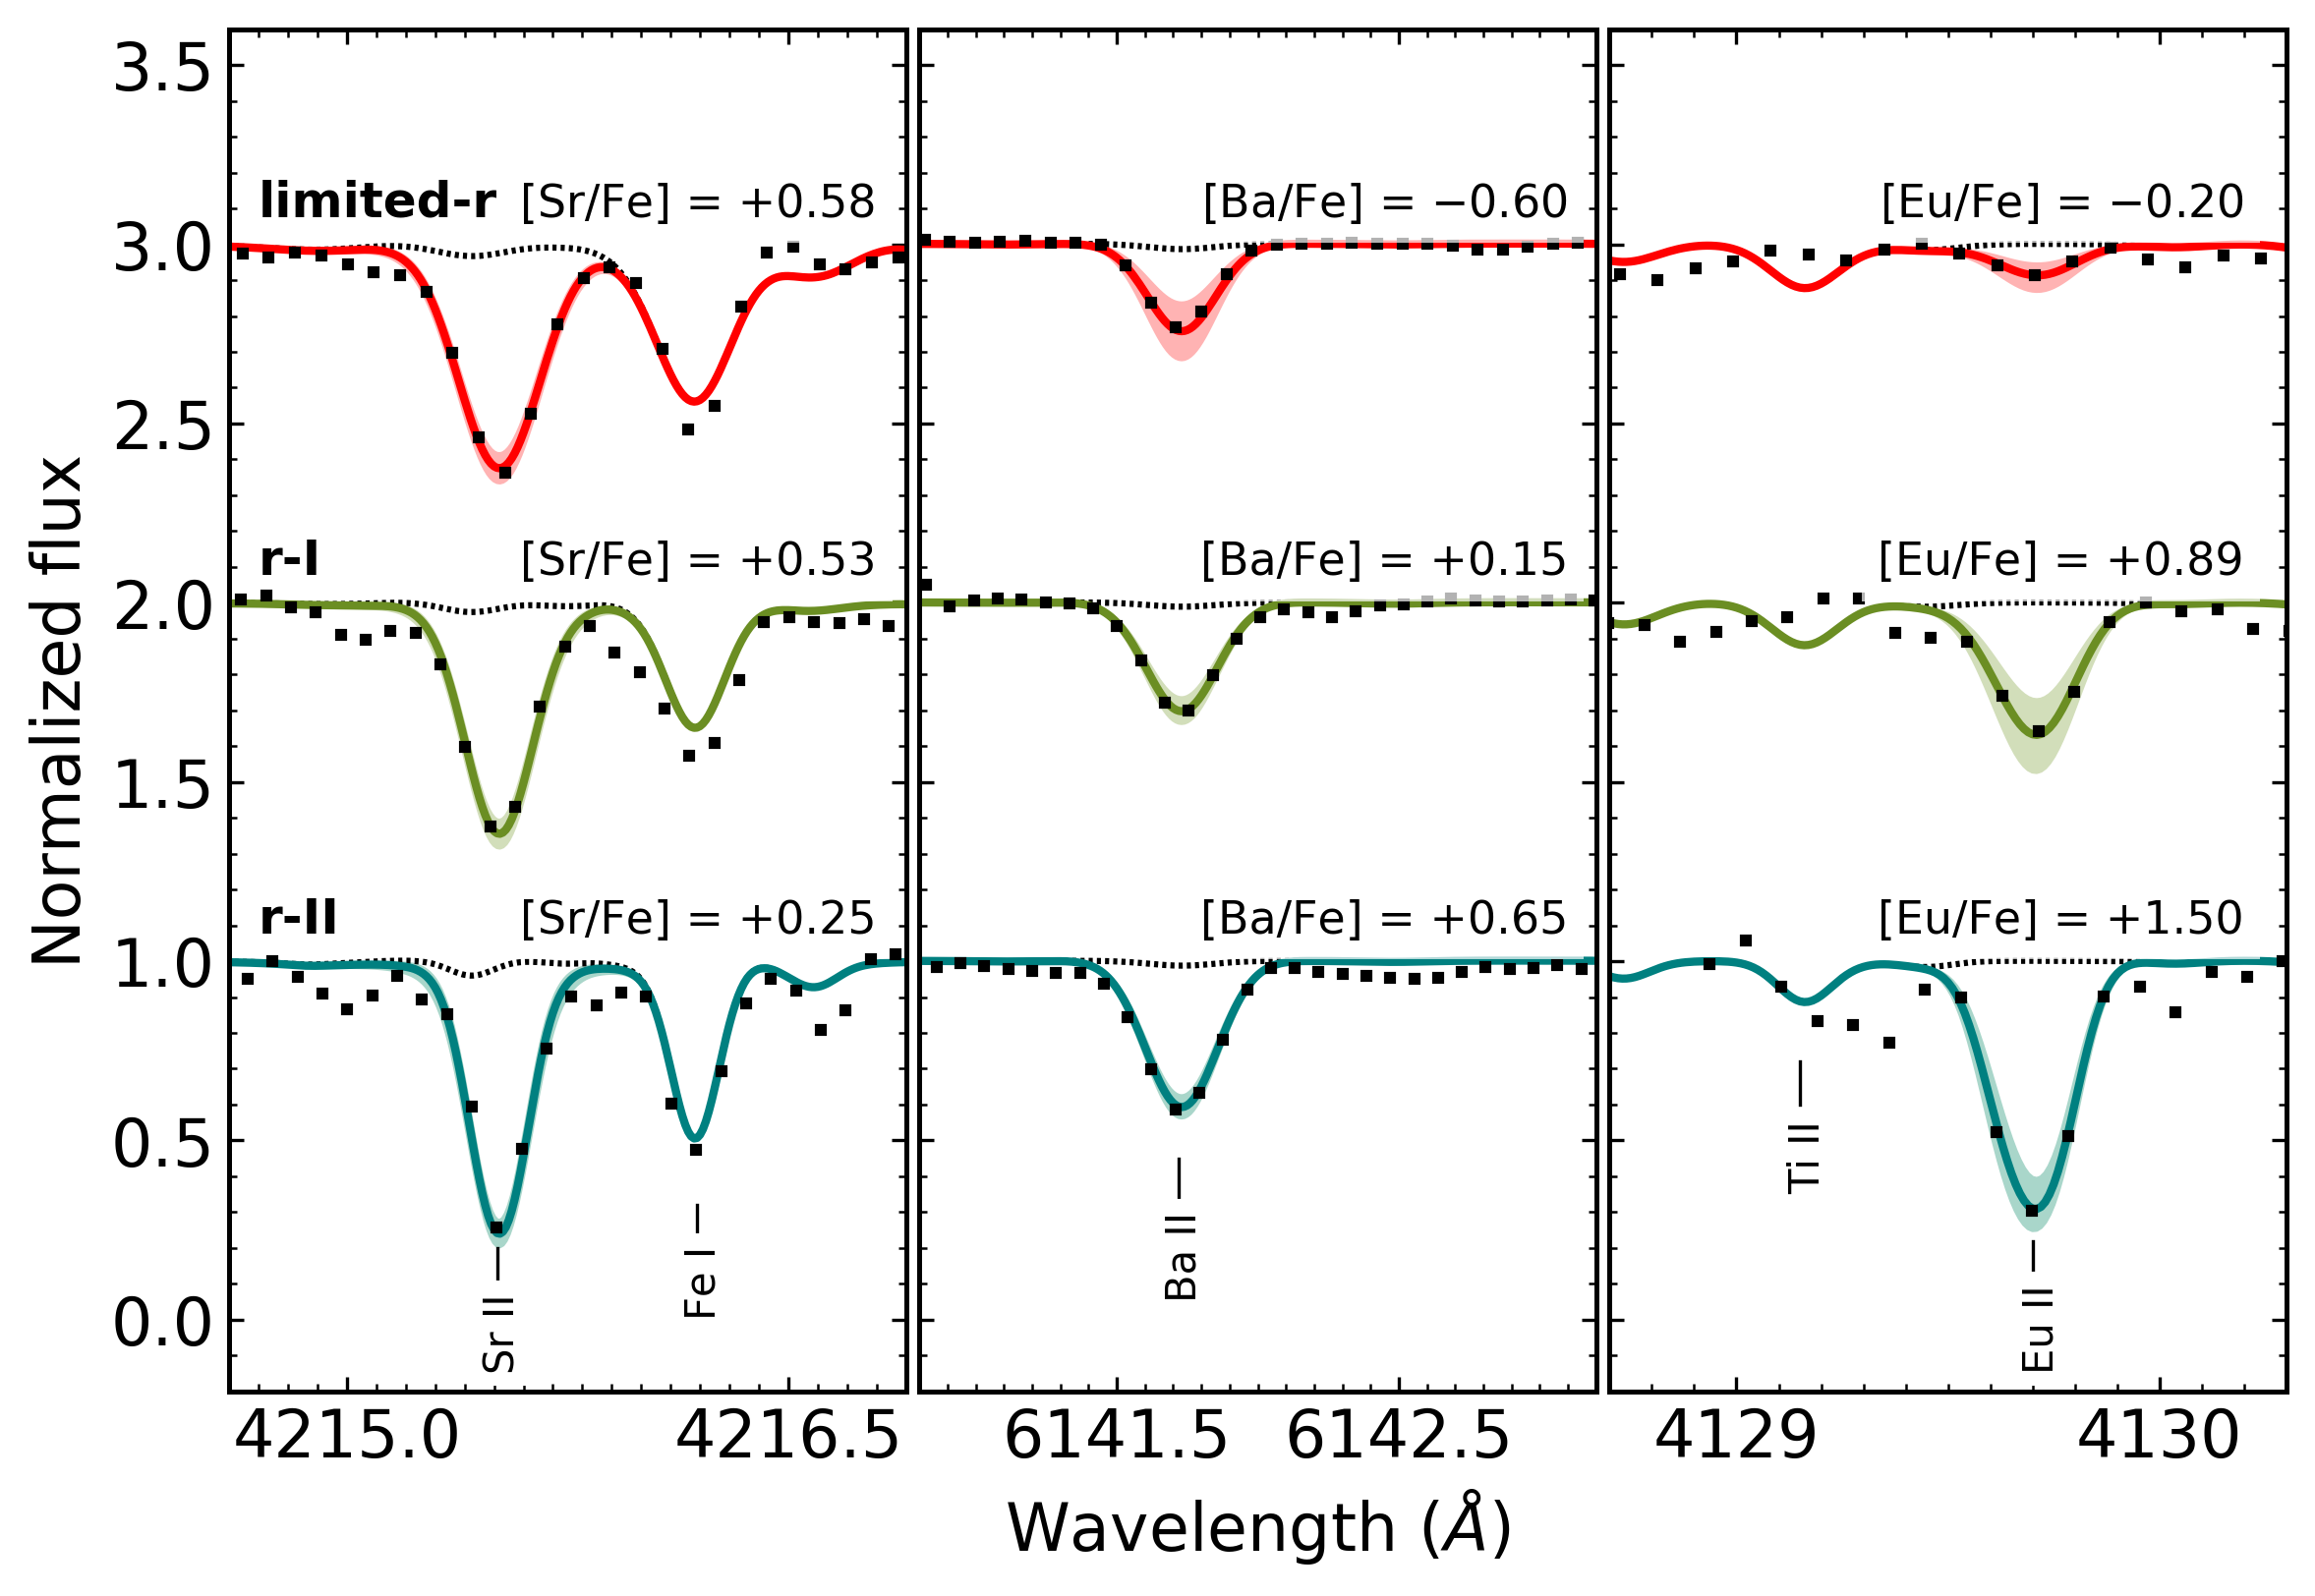 3.5
3.0
2.5
2.0
1.5
1.0
0.5
0.0
Normalized flux
limited-r [Sr/Fe] = +0.58
[Ba/Fe] = −0.60
[Eu/Fe] = −0.20
r-I [Sr/Fe] = +0.53
[Ba/Fe] = +0.15
[Eu/Fe] = +0.89
r-II [Sr/Fe] = +0.25
[Ba/Fe] = +0.65
[Eu/Fe] = +1.50
Sr II
Fe I
Ba II
Ti II
Eu II
4215.0 4216.5
6141.5 6142.5
4129 4130
Wavelength (Å)